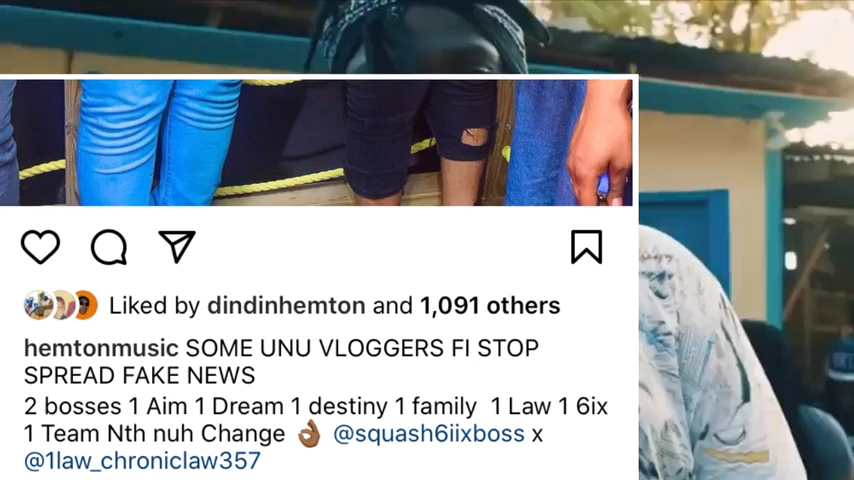 Liked by dindinhemton and 1,091 others
hemtonmusic SOME UNU VLOGGERS FI STOP
SPREAD FAKE NEWS
2 bosses 1 Aim 1 Dream 1 destiny 1 family 1 Law 1 6ix
1 Team Nth nuh Change 👌🏾 @squash6iixboss x
@1law_chroniclaw357